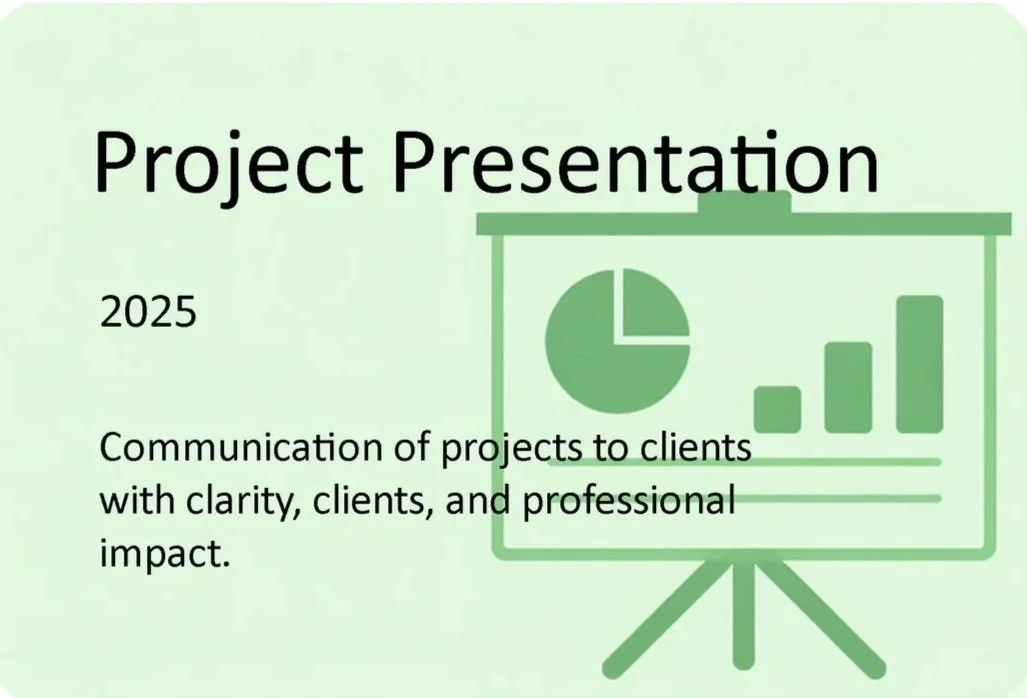 Project Presentation
2025
Communication of projects to clients
with clarity, clients, and professional
impact.